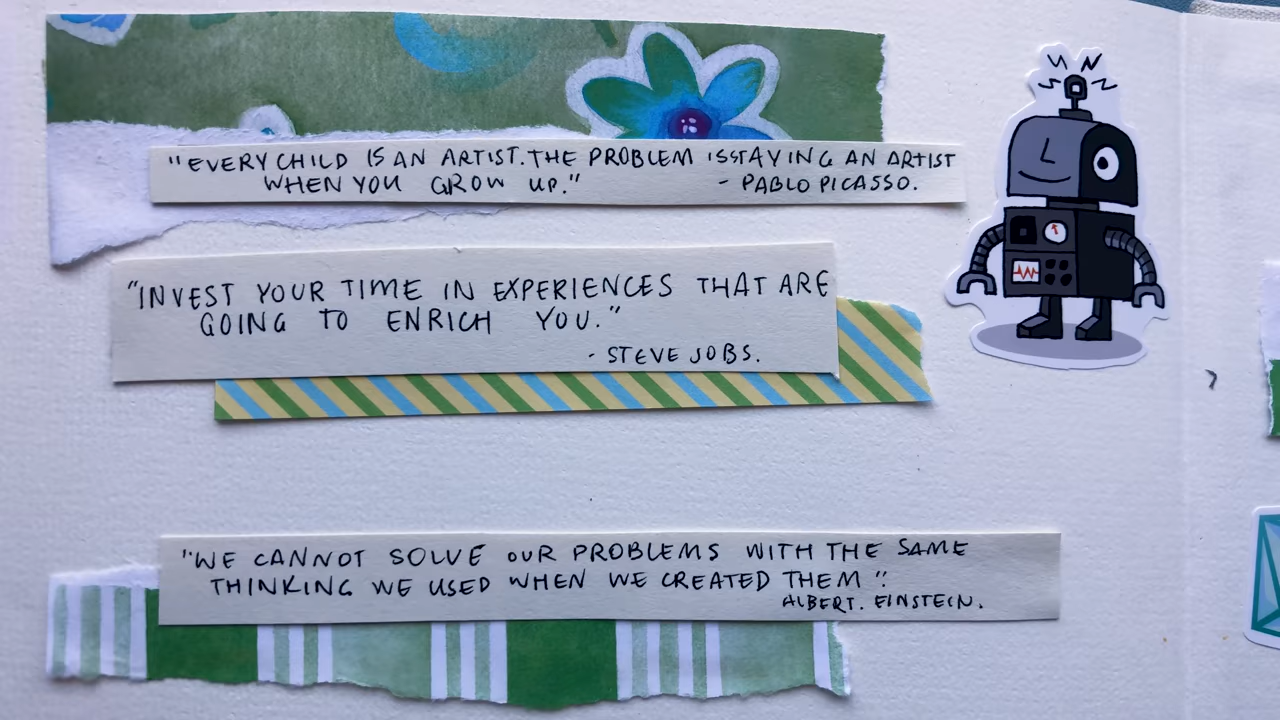 "EVERY CHILD IS AN ARTIST. THE PROBLEM ISSTAYING AN ARTIST
WHEN YOU GROW UP."
- PABLO PICASSO.
"INVEST YOUR TIME IN EXPERIENCES THAT ARE
GOING TO ENRICH YOU."
- STEVE JOBS.
"WE CANNOT SOLVE OUR PROBLEMS WITH THE SAME
THINKING WE USED WHEN WE CREATED THEM".
ALBERT. EINSTEIN.